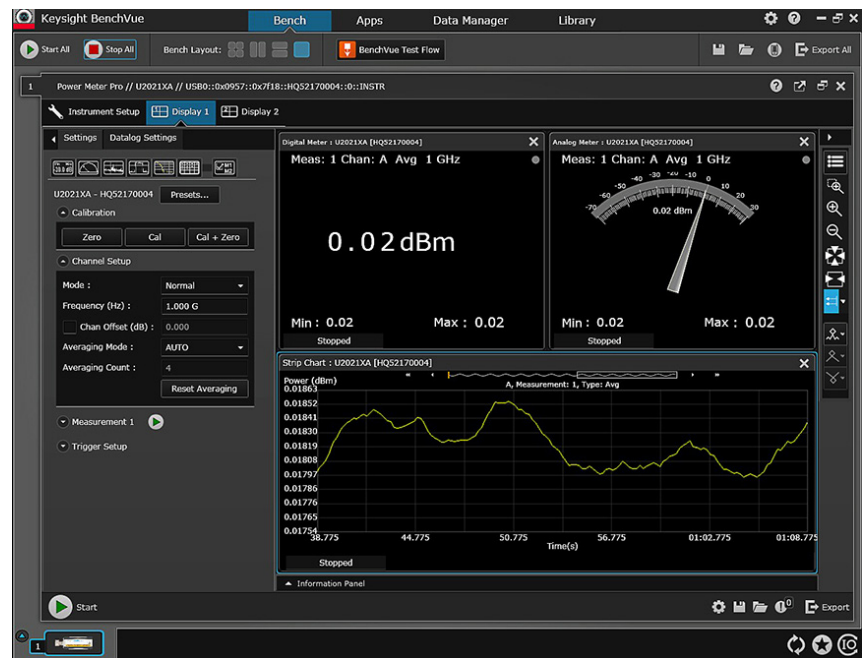 Keysight BenchVue
Bench Apps Data Manager Library
Start All Stop All Bench Layout: BenchVue Test Flow Export All
1 Power Meter Pro // U2021XA // USB0::0x0957::0x7f18::HQ52170004::0::INSTR
Instrument Setup Display 1 Display 2
Settings Datalog Settings
U2021XA - HQ52170004 Presets...
Calibration
Zero Cal Cal + Zero
Channel Setup
Mode : Normal
Frequency (Hz) : 1.000 G
Chan Offset (dB) : 0.000
Averaging Mode : AUTO
Averaging Count : 4
Reset Averaging
Measurement 1
Trigger Setup
Digital Meter : U2021XA [HQ52170004]
Meas: 1 Chan: A Avg 1 GHz
0.02dBm
Min : 0.02 Max : 0.02
Stopped
Analog Meter : U2021XA [HQ52170004]
Meas: 1 Chan: A Avg 1 GHz
-70 -50 -40 -30 -20 -10 0 10 20 30
0.02 dBm
Min : 0.02 Max : 0.02
Stopped
Strip Chart : U2021XA [HQ52170004]
Power (dBm)
A, Measurement: 1, Type: Avg
0.01863
0.01852
0.01841
0.01830
0.01819
0.01808
0.01797
0.01786
0.01776
0.01765
0.01754
38.775 44.775 50.775 56.775 01:02.775 01:08.775
Time(s)
Stopped
Information Panel
Start Export
1